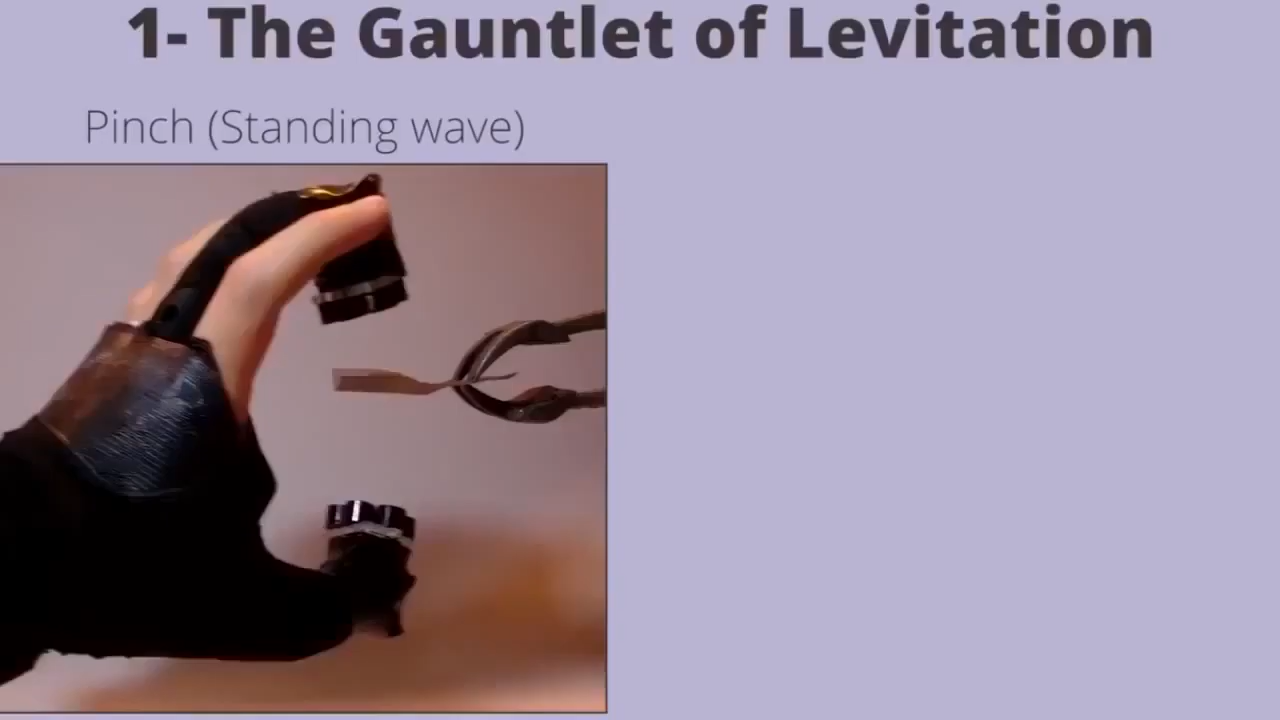 1- The Gauntlet of Levitation
Pinch (Standing wave)